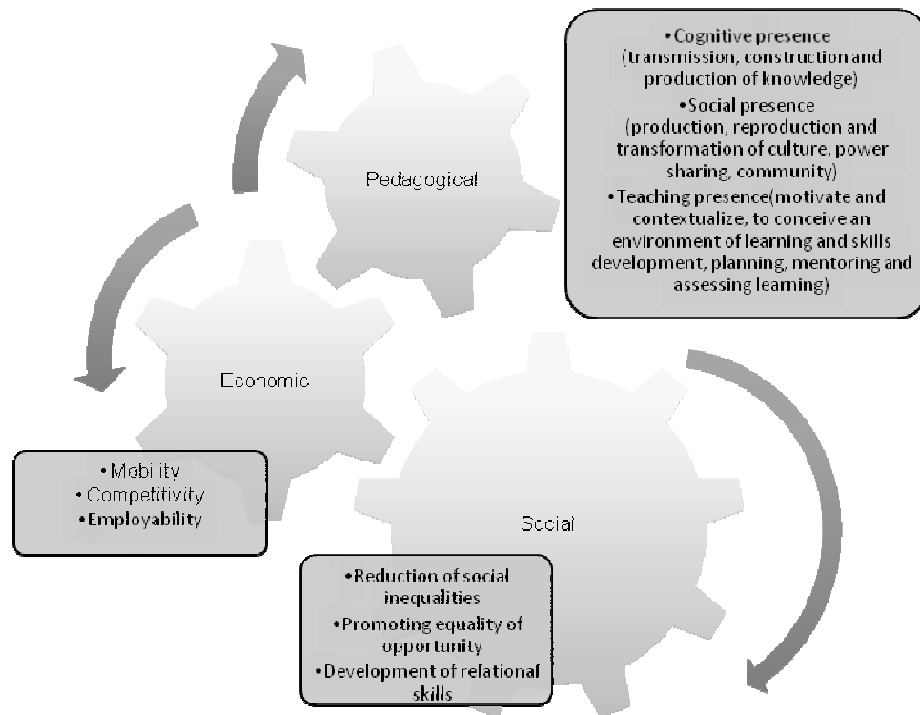 •Cognitive presence
(transmission, construction and
production of knowledge)
•Social presence
(production, reproduction and
transformation of culture, power
sharing, community)
•Teaching presence(motivate and
contextualize, to conceive an
environment of learning and skills
development, planning, mentoring and
assessing learning)
Pedagogical
Economic
•Mobility
•Competitivity
•Employability
Social
•Reduction of social
inequalities
•Promoting equality of
opportunity
•Development of relational
skills